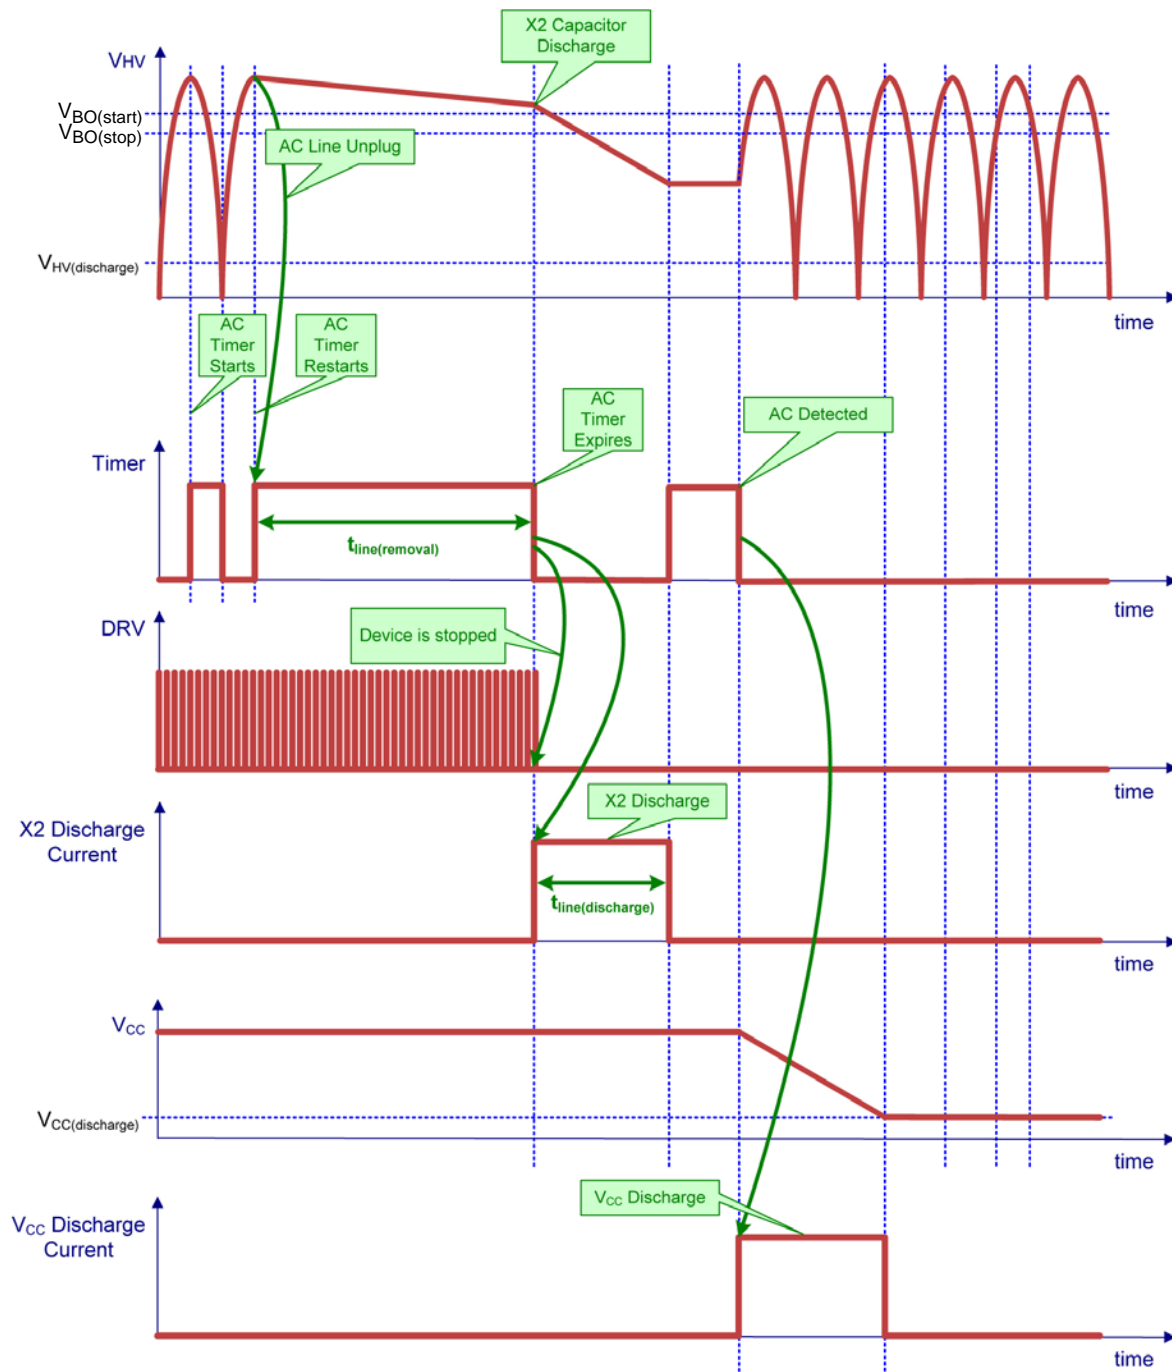 X2 Capacitor
Discharge
VHV
VBO(start)
VBO(stop)
AC Line Unplug
VHV(discharge)
time
AC
Timer
Starts
AC
Timer
Restarts
AC
Timer
Expires
AC Detected
Timer
tline(removal)
time
DRV
Device is stopped
time
X2 Discharge
X2 Discharge
Current
tline(discharge)
time
VCC
VCC(discharge)
time
VCC Discharge
VCC Discharge
Current
time